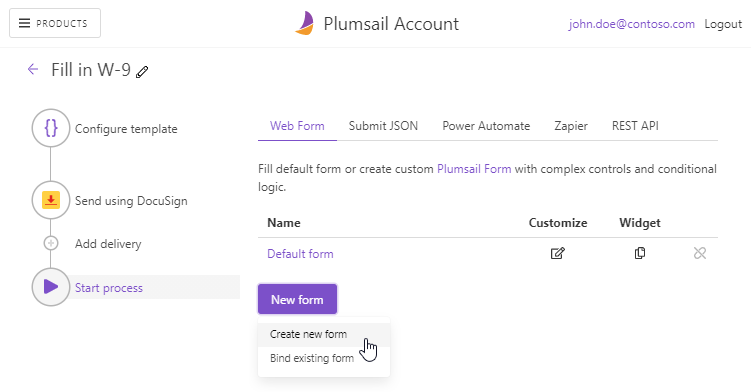 PRODUCTS
Plumsail Account
john.doe@contoso.com Logout
Fill in W-9
Configure template
Send using DocuSign
Add delivery
Start process
Web Form Submit JSON Power Automate Zapier REST API
Fill default form or create custom Plumsail Form with complex controls and conditional
logic.
Name Customize Widget
Default form
New form
Create new form
Bind existing form